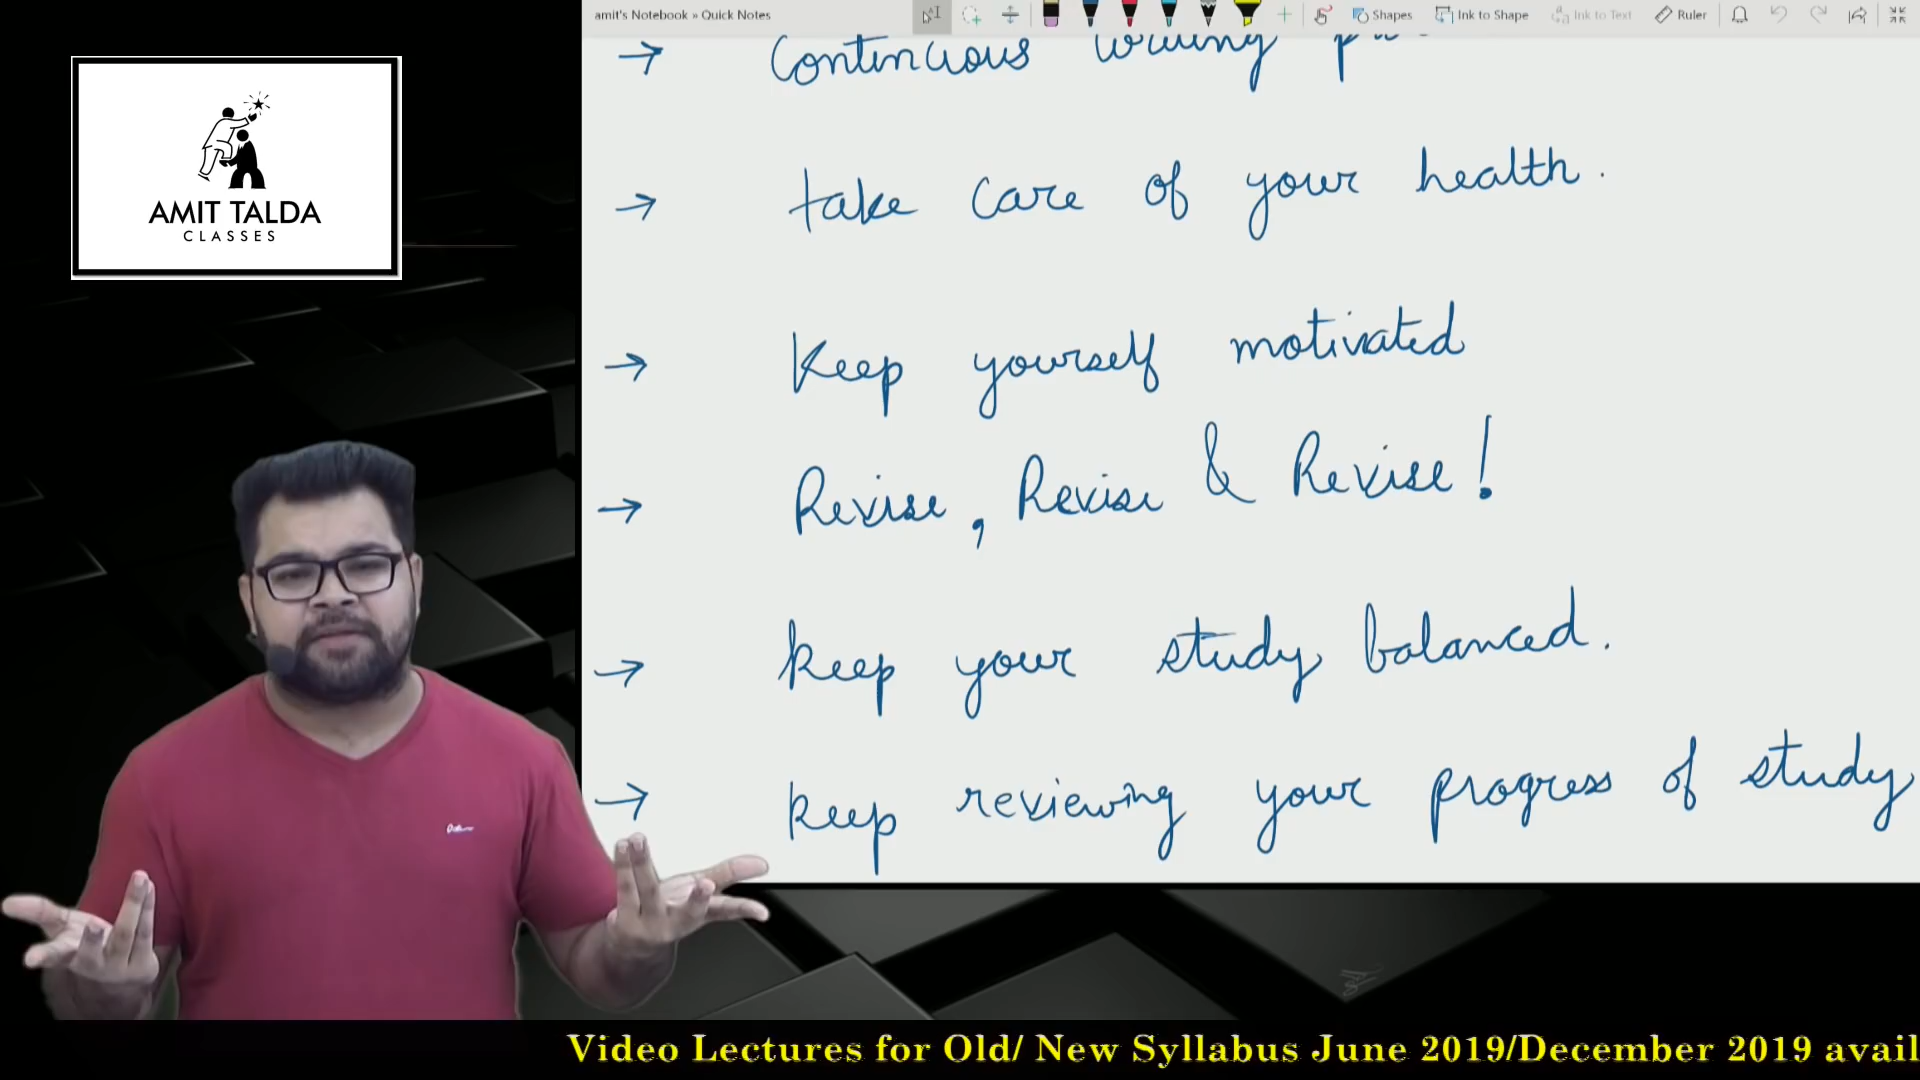 amit's Notebook » Quick Notes
Shapes
Ink to Shape
Ink to Text
Ruler
AMIT TALDA
CLASSES
→ Continuous writing
→ take care of your health.
→ Keep yourself motivated
→ Revise, Revise & Revise!
→ keep your study balanced.
→ keep reviewing your progress of study
Video Lectures for Old/ New Syllabus June 2019/December 2019 avail